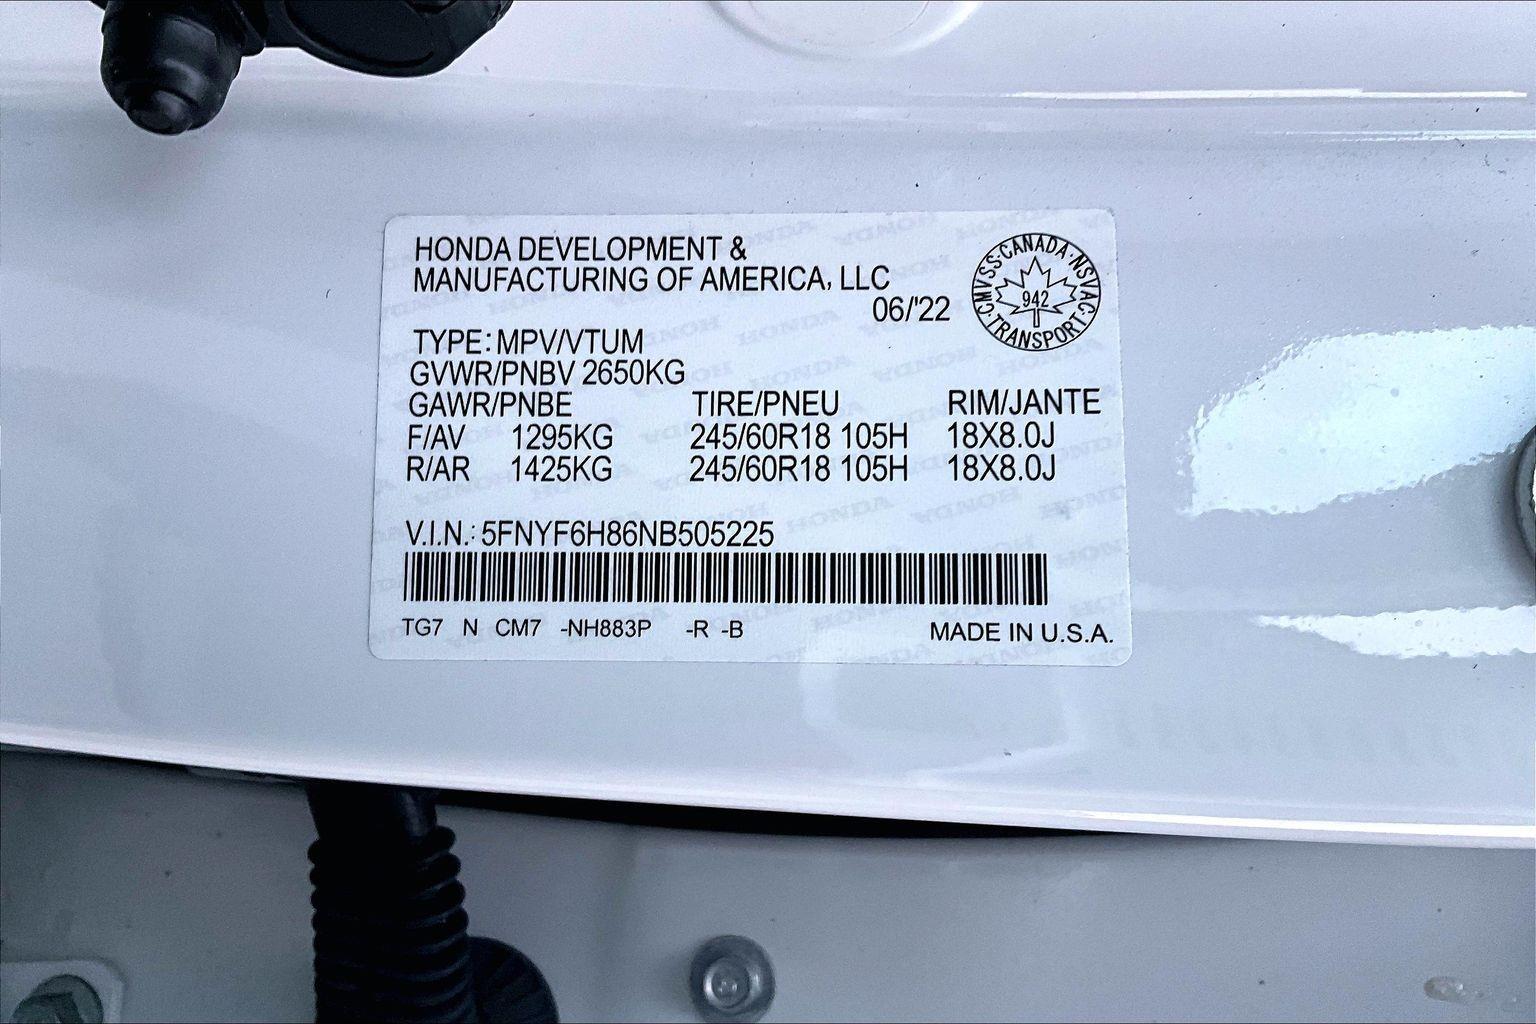 HONDA DEVELOPMENT &
MANUFACTURING OF AMERICA, LLC
06/'22
CMVSS·CANADA·NSVAC·TRANSPORT·
942
TYPE: MPV/VTUM
GVWR/PNBV 2650KG
GAWR/PNBE TIRE/PNEU RIM/JANTE
F/AV 1295KG 245/60R18 105H 18X8.0J
R/AR 1425KG 245/60R18 105H 18X8.0J
V.I.N.: 5FNYF6H86NB505225
TG7 N CM7 -NH883P -R -B MADE IN U.S.A.